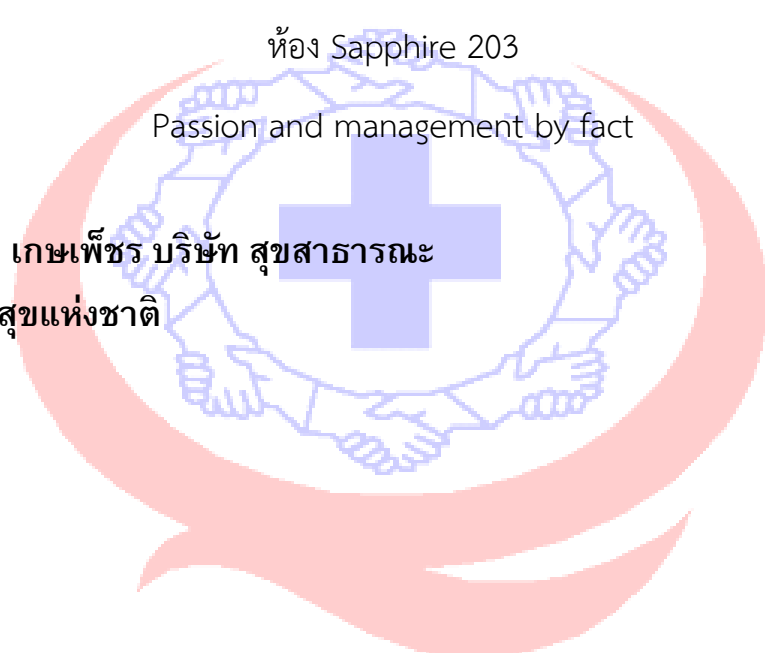 ห้อง Sapphire 203
Passion and management by fact
เกษเพ็ชร บริษัท สุขสาธารณะ
สุขแห่งชาติ